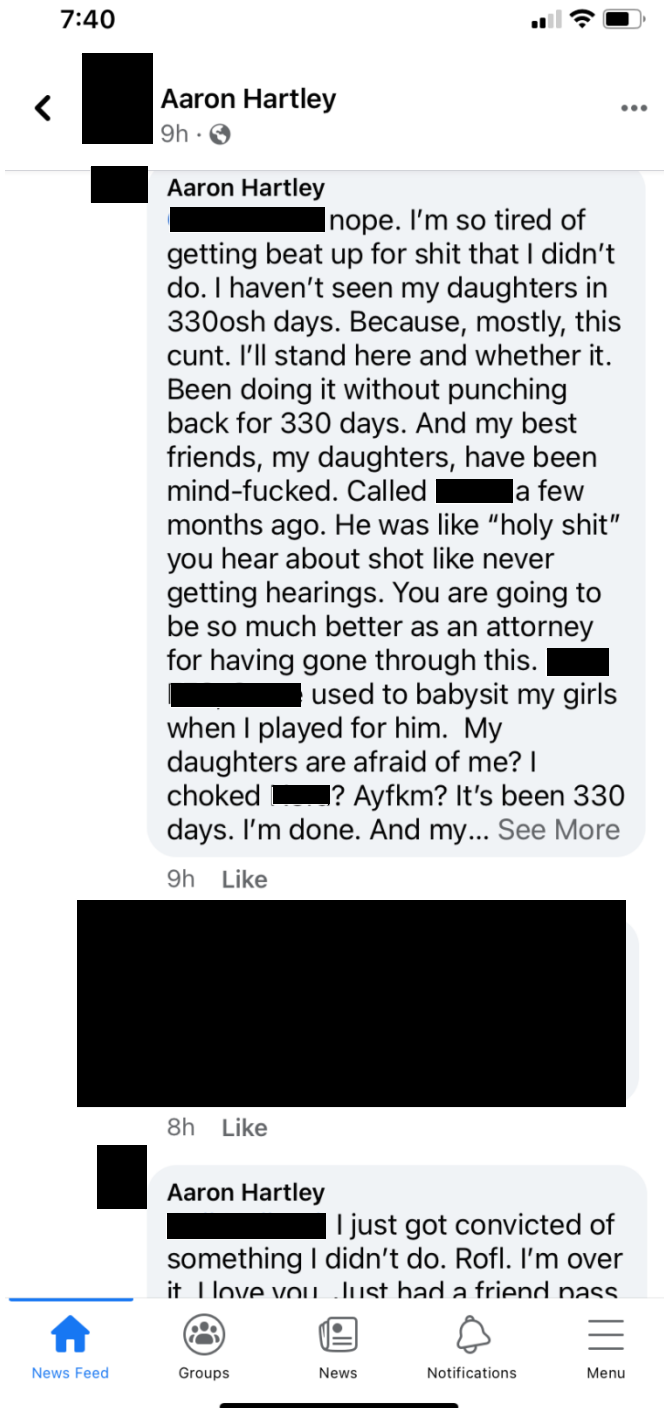 7:40
Aaron Hartley
9h ·
Aaron Hartley
nope. I'm so tired of
getting beat up for shit that I didn't
do. I haven't seen my daughters in
330osh days. Because, mostly, this
cunt. I'll stand here and whether it.
Been doing it without punching
back for 330 days. And my best
friends, my daughters, have been
mind-fucked. Called a few
months ago. He was like “holy shit”
you hear about shot like never
getting hearings. You are going to
be so much better as an attorney
for having gone through this.
used to babysit my girls
when I played for him. My
daughters are afraid of me? I
choked ? Ayfkm? It's been 330
days. I'm done. And my... See More
9h Like
8h Like
Aaron Hartley
I just got convicted of
something I didn't do. Rofl. I'm over
it. I love you. Just had a friend pass
News Feed Groups News Notifications Menu